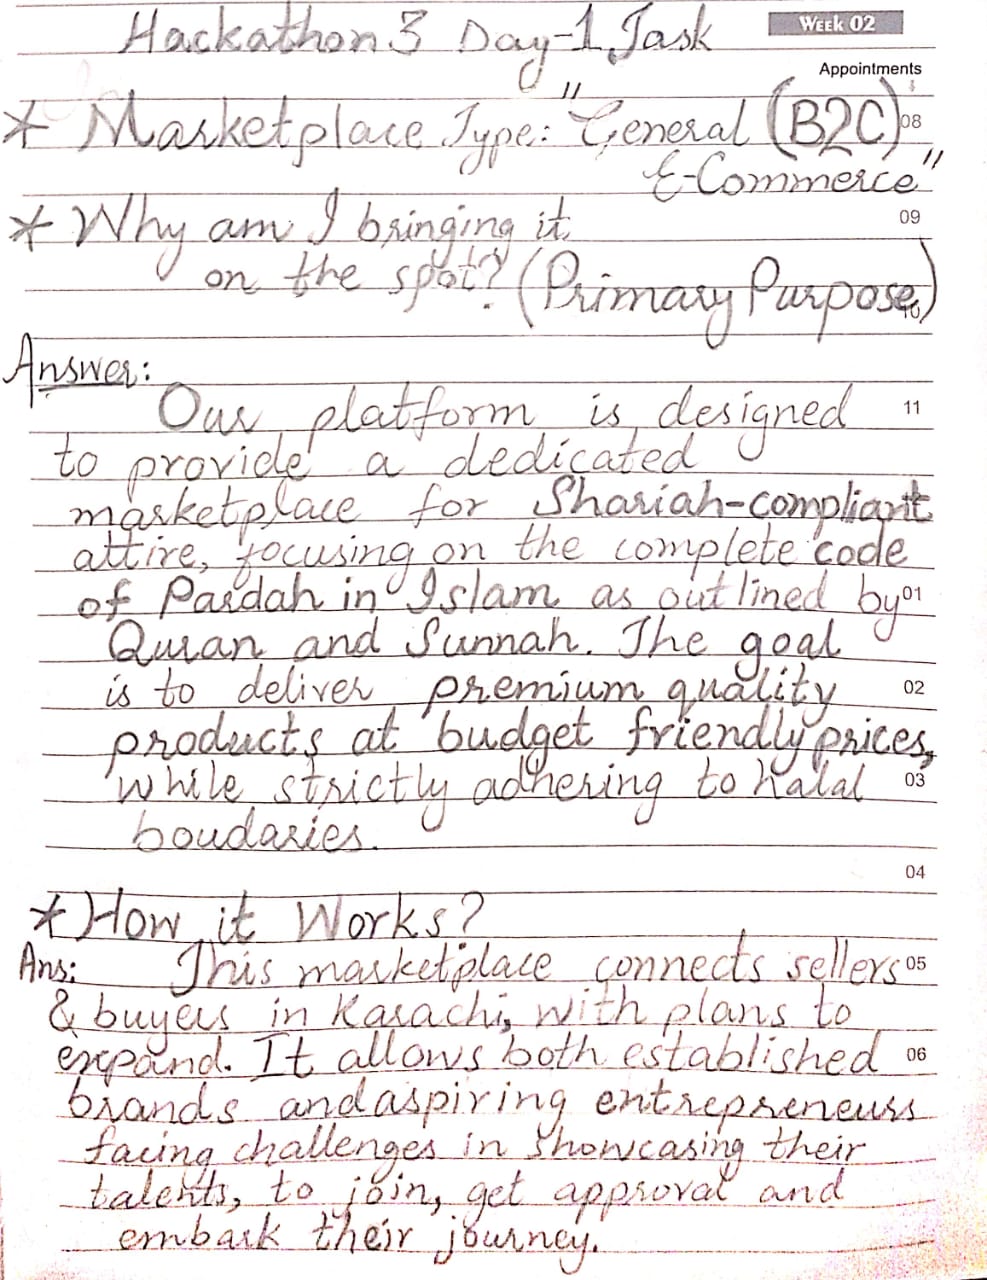 Hackathon 3 Day-1 Task
WEEK 02
Appointments
* Marketplace Type: "General (B2C)
08
E-Commerce"
* Why am I bringing it
09
on the spot? (Primary Purpose)
10
Answer:
Our platform is designed
11
to provide a dedicated
marketplace for Shariah-compliant
attire, focusing on the complete code
of Pardah in Islam as outlined by
01
Quran and Sunnah. The goal
is to deliver premium quality
02
products at budget friendly prices,
while strictly adhering to halal
03
boudaries.
04
* How it Works?
Ans: This marketplace connects sellers
05
& buyers in Karachi, with plans to
expand. It allows both established
06
brands and aspiring entrepreneurs
facing challenges in showcasing their
talents, to join, get approval and
embark their journey.